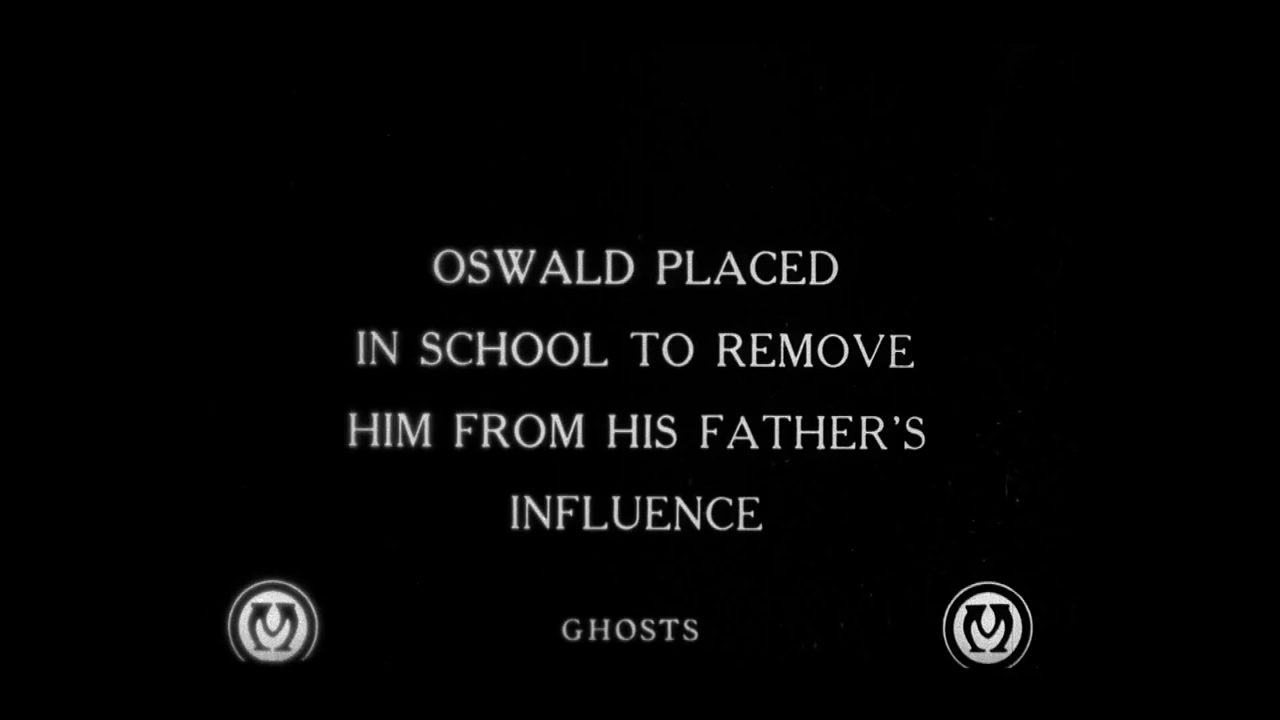 OSWALD PLACED
IN SCHOOL TO REMOVE
HIM FROM HIS FATHER'S
INFLUENCE
GHOSTS